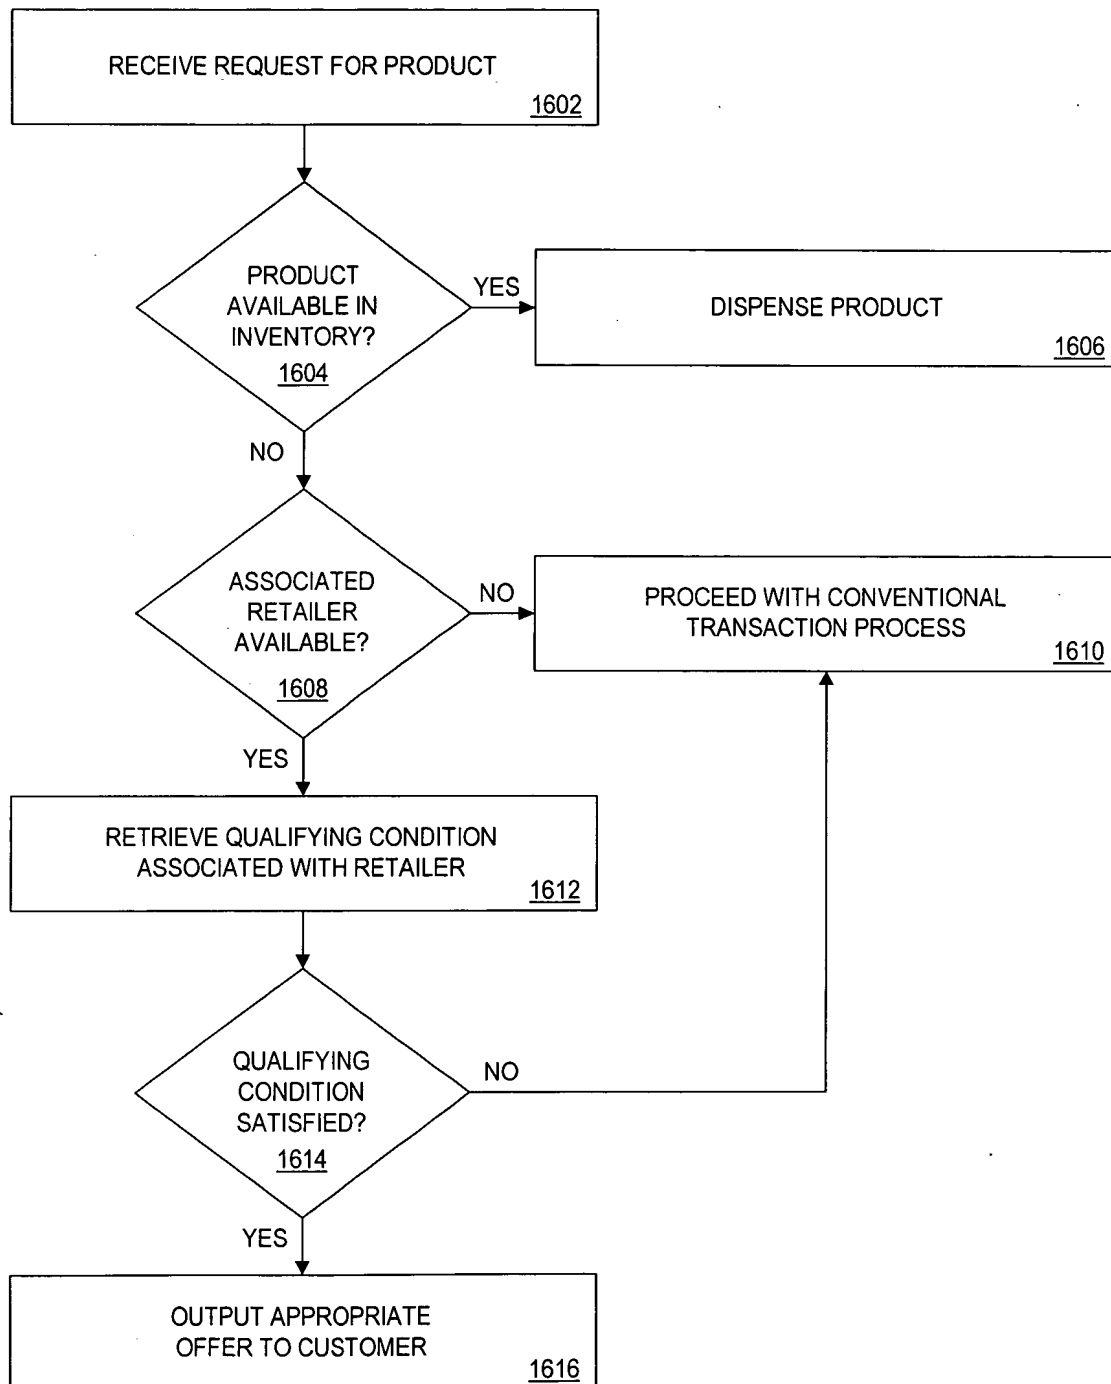 RECEIVE REQUEST FOR PRODUCT
1602
PRODUCT
AVAILABLE IN
INVENTORY?
1604
YES
DISPENSE PRODUCT
1606
NO
ASSOCIATED
RETAILER
AVAILABLE?
1608
NO
PROCEED WITH CONVENTIONAL
TRANSACTION PROCESS
1610
YES
RETRIEVE QUALIFYING CONDITION
ASSOCIATED WITH RETAILER
1612
QUALIFYING
CONDITION
SATISFIED?
1614
NO
YES
OUTPUT APPROPRIATE
OFFER TO CUSTOMER
1616